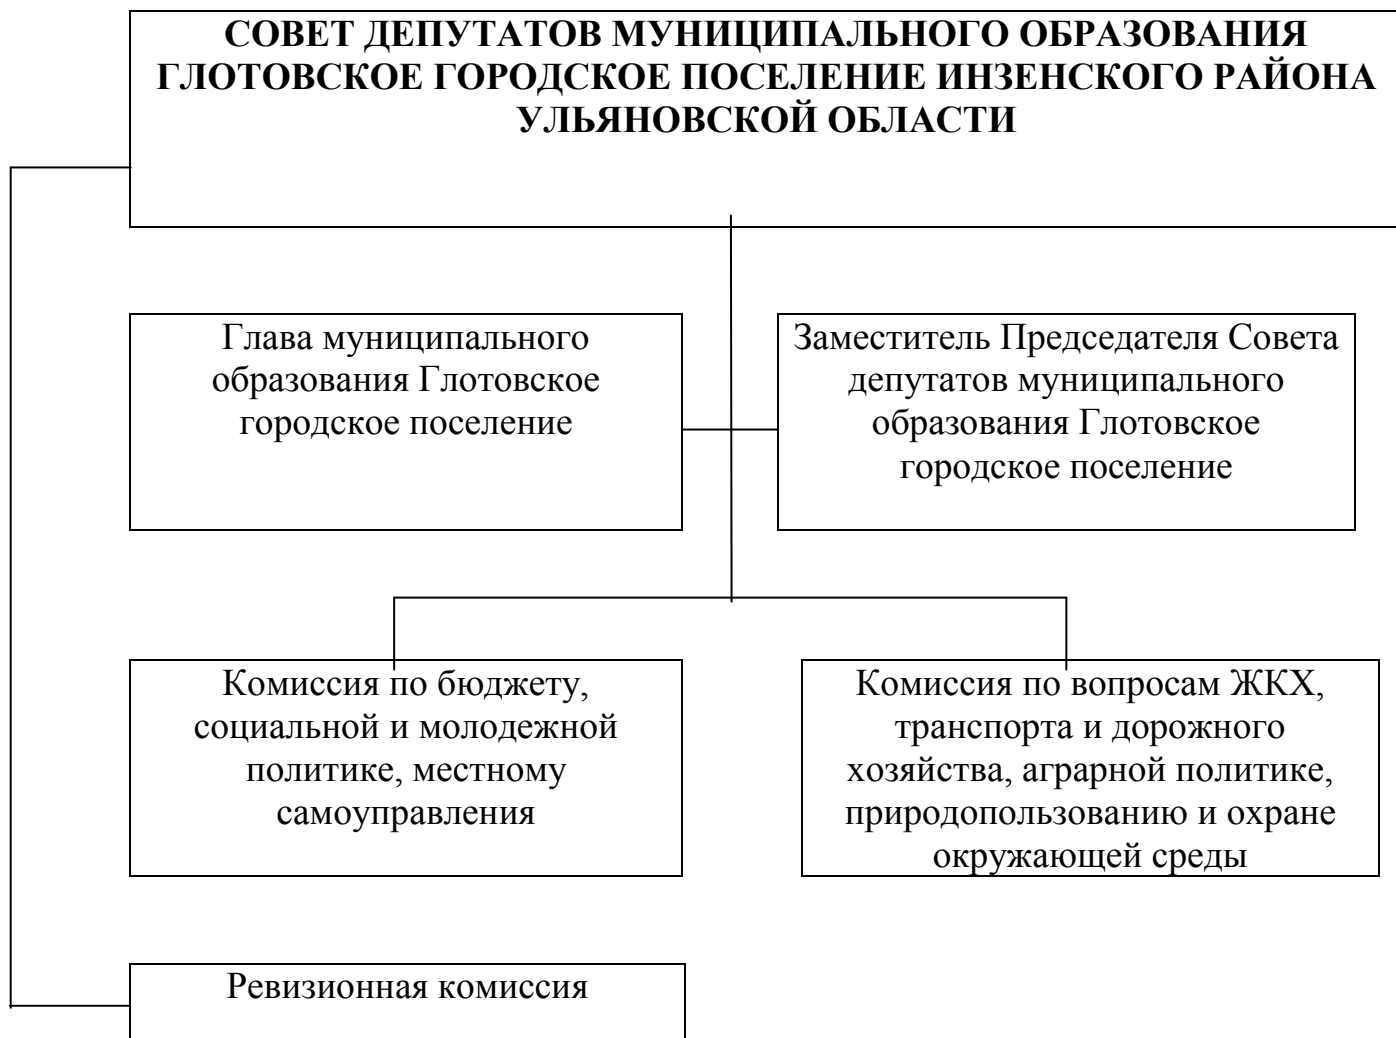 СОВЕТ ДЕПУТАТОВ МУНИЦИПАЛЬНОГО ОБРАЗОВАНИЯ
ГЛОТОВСКОЕ ГОРОДСКОЕ ПОСЕЛЕНИЕ ИНЗЕНСКОГО РАЙОНА
УЛЬЯНОВСКОЙ ОБЛАСТИ
Глава муниципального
образования Глотовское
городское поселение
Заместитель Председателя Совета
депутатов муниципального
образования Глотовское
городское поселение
Комиссия по бюджету,
социальной и молодежной
политике, местному
самоуправления
Комиссия по вопросам ЖКХ,
транспорта и дорожного
хозяйства, аграрной политике,
природопользованию и охране
окружающей среды
Ревизионная комиссия